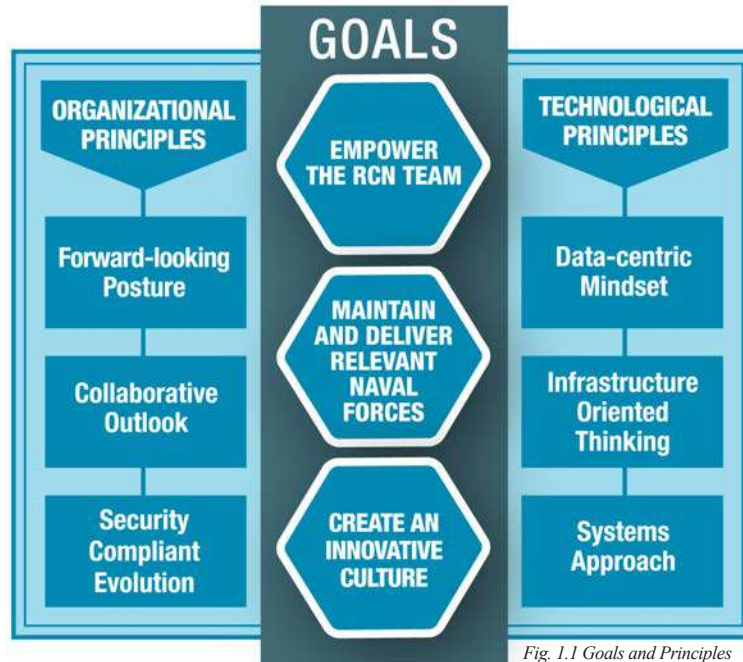 GOALS
ORGANIZATIONAL
PRINCIPLES
Forward-looking
Posture
Collaborative
Outlook
Security
Compliant
Evolution
EMPOWER
THE RCN TEAM
MAINTAIN
AND DELIVER
RELEVANT
NAVAL
FORCES
CREATE AN
INNOVATIVE
CULTURE
TECHNOLOGICAL
PRINCIPLES
Data-centric
Mindset
Infrastructure
Oriented
Thinking
Systems
Approach
Fig. 1.1 Goals and Principles